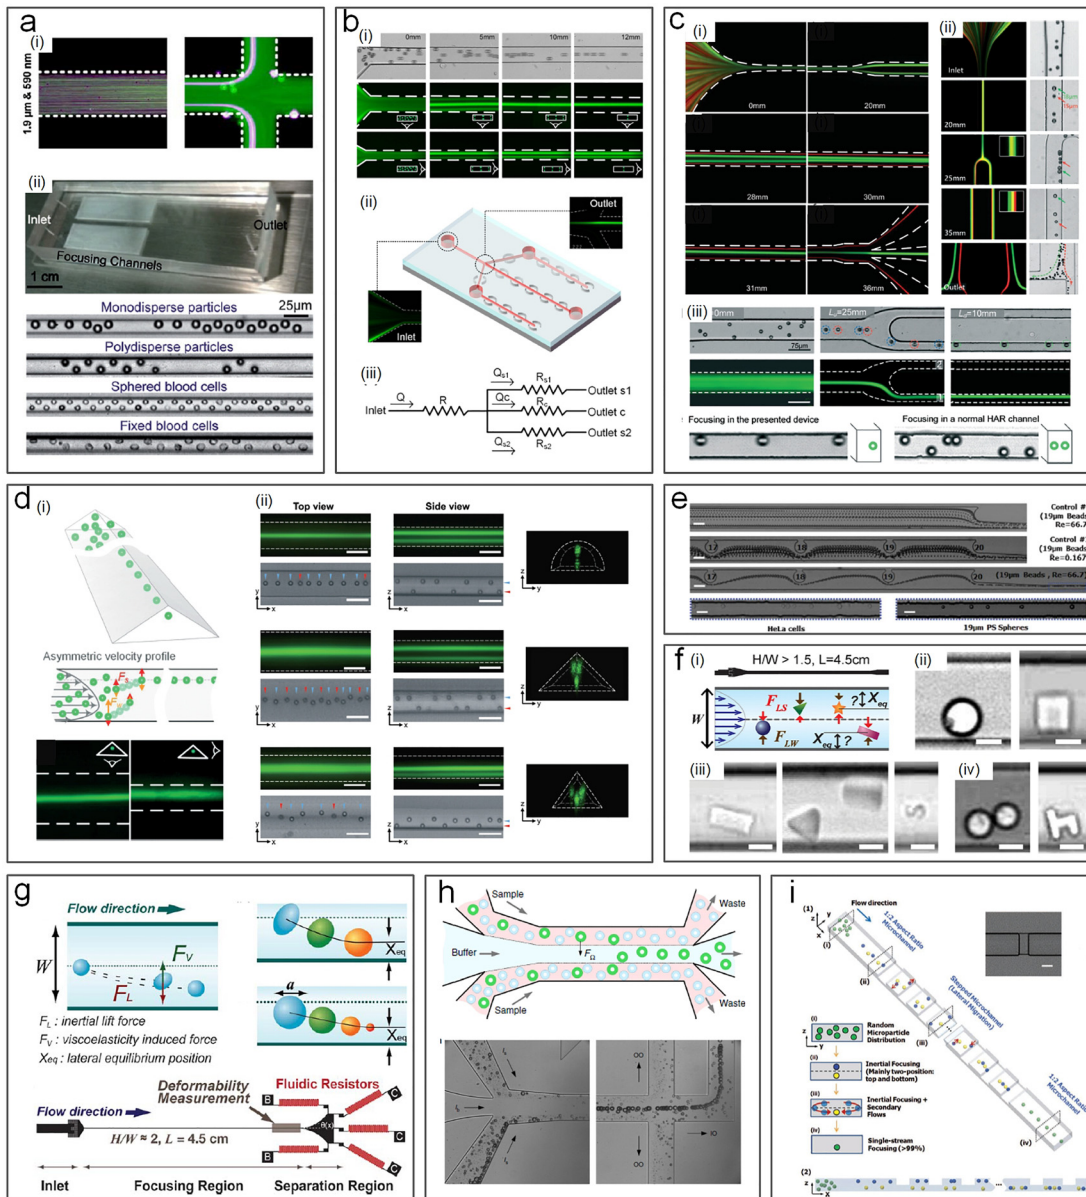 a
(i)
1.9 µm & 590 nm
(ii)
Inlet
Outlet
Focusing Channels
1 cm
Monodisperse particles
25µm
Polydisperse particles
Sphered blood cells
Fixed blood cells
b
(i)
0mm
5mm
10mm
12mm
(ii)
Outlet
Inlet
(iii)
Q
Qs1
Rs1
Outlet s1
Inlet
R
Qc
Rc
Outlet c
Qs2
Rs2
Outlet s2
c
(i)
0mm
20mm
28mm
30mm
31mm
36mm
(ii)
Inlet
20mm
15µm
25mm
35mm
Outlet
(iii)
0mm
75µm
Ld=25mm
Ld=10mm
Focusing in the presented device
Focusing in a normal HAR channel
d
(i)
Asymmetric velocity profile
(ii)
Top view
Side view
z
y
y
x
z
x
z
y
y
x
z
x
z
y
y
x
z
x
e
Control #
(19µm Beads
Re=66.7
17
18
19
20
Control #
(19µm Beads
Re=0.167
17
18
19
20
(19µm Beads, Re=66.7)
HeLa cells
19µm PS Spheres
f
(i)
H/W > 1.5, L=4.5cm
W
FLS
FLW
? Xeq
Xeq ?
(ii)
(iii)
(iv)
g
Flow direction
W
FV
FL
FL : inertial lift force
FV : viscoelasticity induced force
Xeq : lateral equilibrium position
Xeq
a
Xeq
Deformability
Measurement
Fluidic Resistors
Flow direction
H/W ≈ 2, L = 4.5 cm
θ(x)
B
B
C
C
C
Inlet
Focusing Region
Separation Region
h
Sample
Waste
Buffer
FΩ
Sample
Waste
i
(1)
Flow direction
1:2 Aspect Ratio
Microchannel
(i)
(ii)
Stepped Microchannel
(Lateral Migration)
(iii)
1:2 Aspect Ratio
Microchannel
(iv)
(i)
Random
Microparticle
Distribution
(ii)
Inertial Focusing
(Mainly two-position:
top and bottom)
(iii)
Inertial Focusing +
Secondary
Flows
(iv)
Single-stream
Focusing (>99%)
(2)
z
x